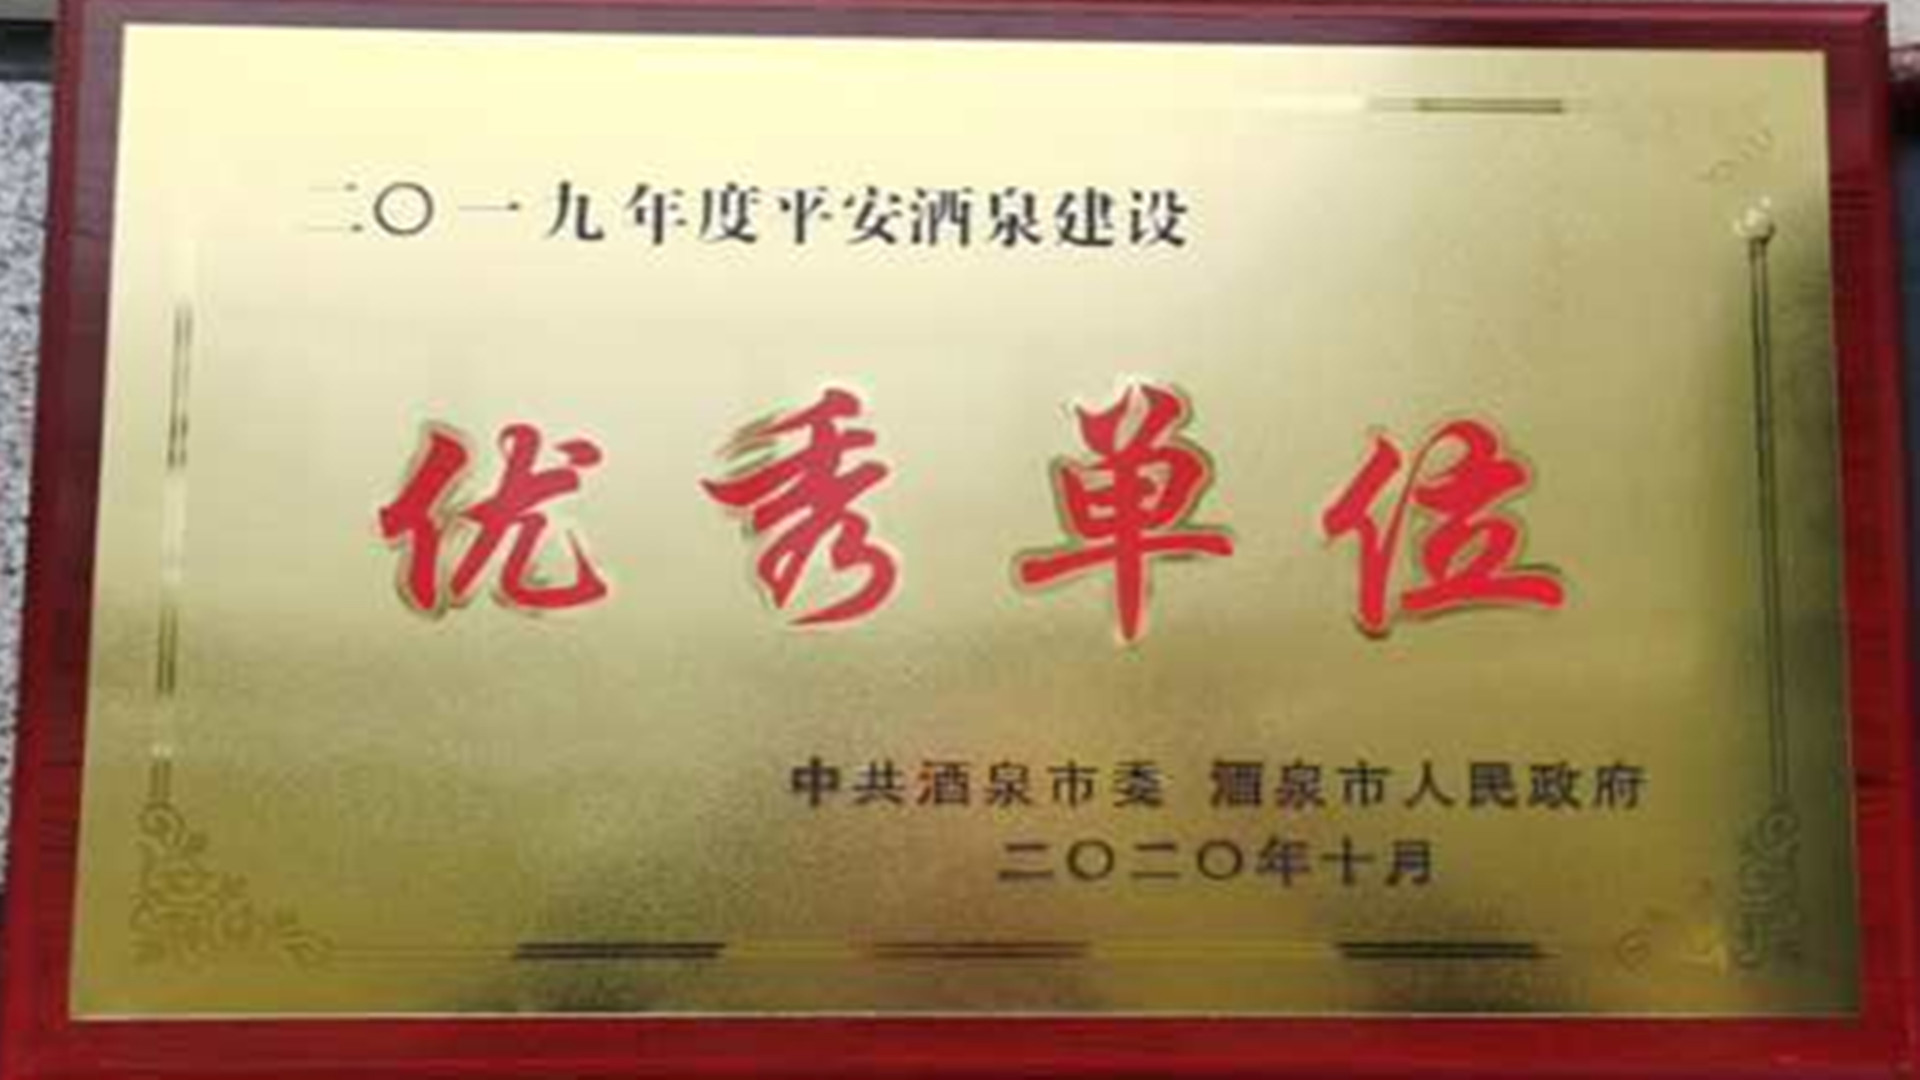 二〇一九年度平安酒泉建设
优秀单位
中共酒泉市委 酒泉市人民政府
二〇二〇年十月